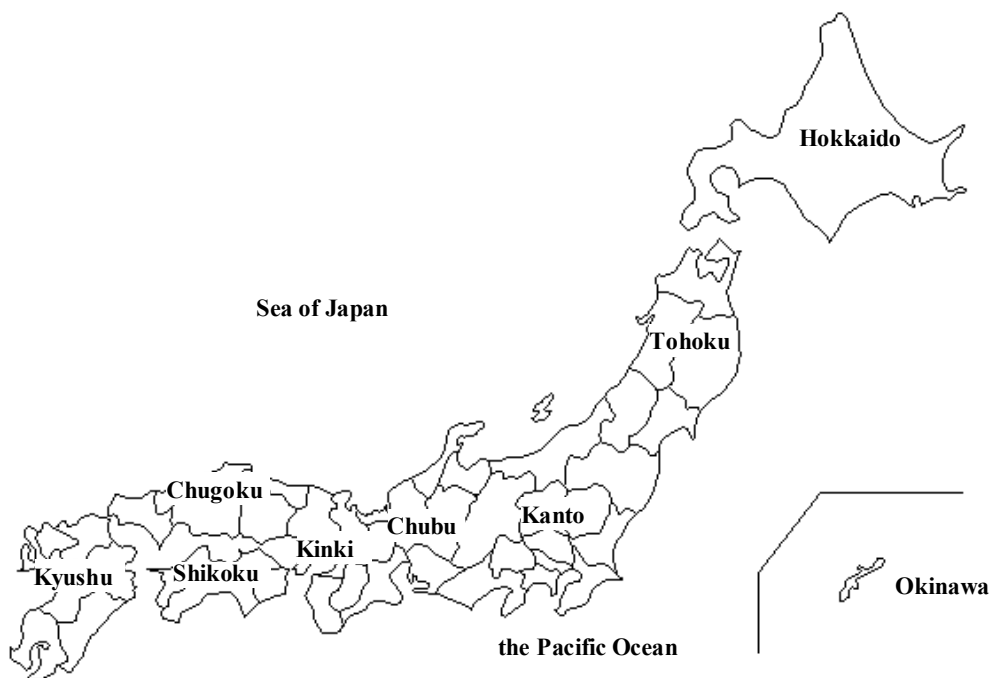 Hokkaido
Sea of Japan
Tohoku
Chugoku
Chubu
Kanto
Kinki
Kyushu
Shikoku
Okinawa
the Pacific Ocean